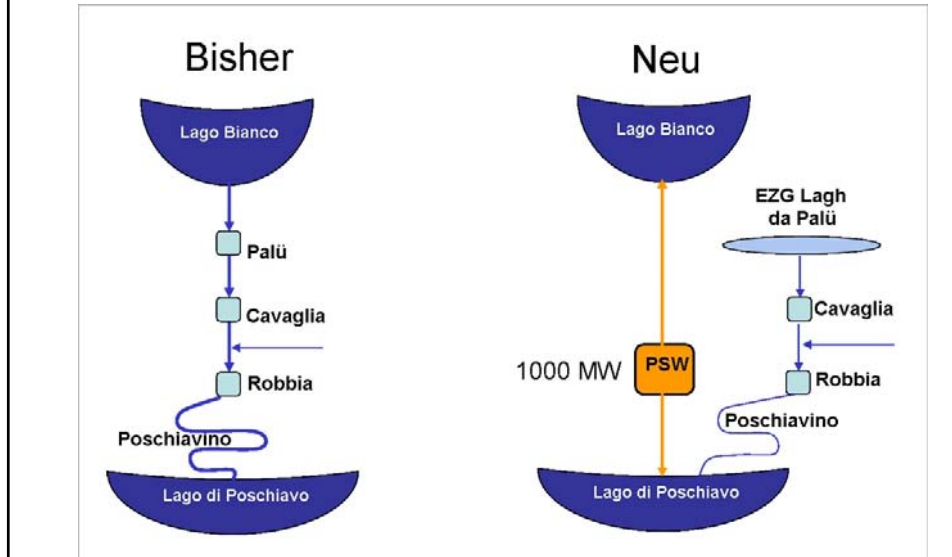 Bisher
Lago Bianco
Palü
Cavaglia
Robbia
Poschiavino
Lago di Poschiavo
Neu
Lago Bianco
EZG Lagh
da Palü
Cavaglia
1000 MW
PSW
Robbia
Poschiavino
Lago di Poschiavo